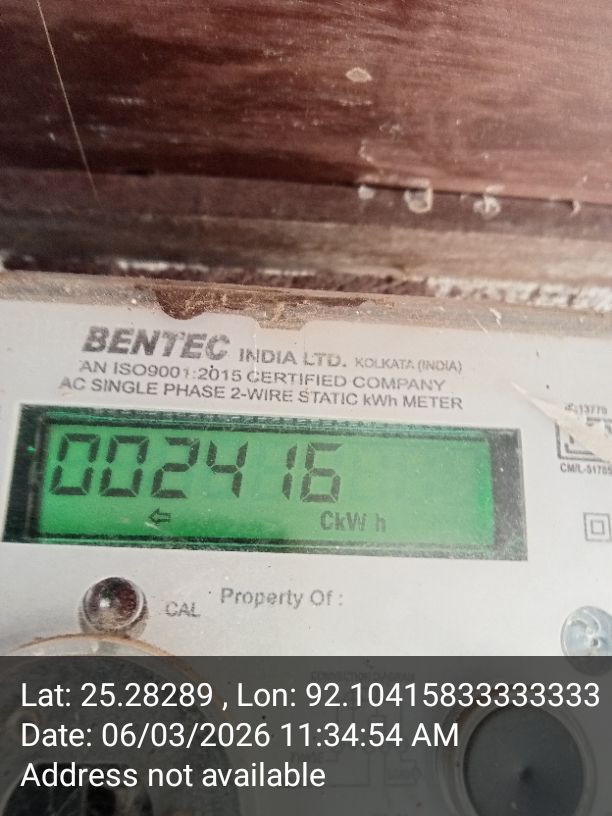 BENTEC INDIA LTD. KOLKATA (INDIA)
AN ISO9001:2015 CERTIFIED COMPANY
AC SINGLE PHASE 2-WIRE STATIC kWh METER
002416
CkW h
CAL
Property Of :
Lat: 25.28289 , Lon: 92.10415833333333
Date: 06/03/2026 11:34:54 AM
Address not available